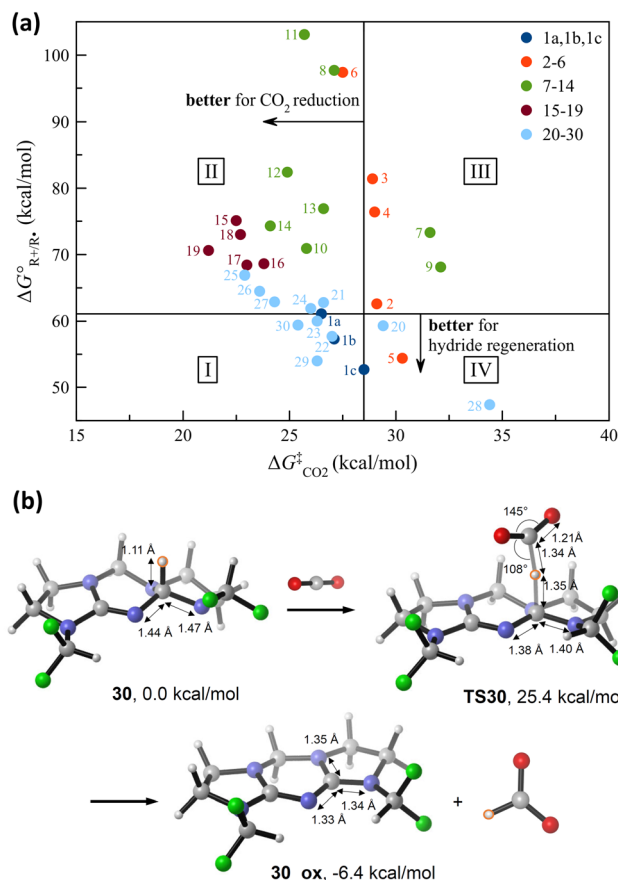 (a)
1a,1b,1c
2-6
7-14
15-19
20-30
better for CO2 reduction
II
III
11
8
6
12
3
4
13
14
7
10
9
15
18
19
17
16
25
26
27
24
21
2
1a
30
23
20
22
1b
5
29
1c
28
better for
hydride regeneration
I
IV
105
100
90
80
70
60
50
45
15
20
25
30
35
40
ΔG°R+/R• (kcal/mol)
ΔG‡CO2 (kcal/mol)
(b)
1.11 Å
1.44 Å
1.47 Å
30, 0.0 kcal/mol
145°
1.21Å
1.34 Å
108°
1.35 Å
1.38 Å
1.40 Å
TS30, 25.4 kcal/mo
1.35 Å
1.33 Å
1.34 Å
+
30_ox, -6.4 kcal/mol